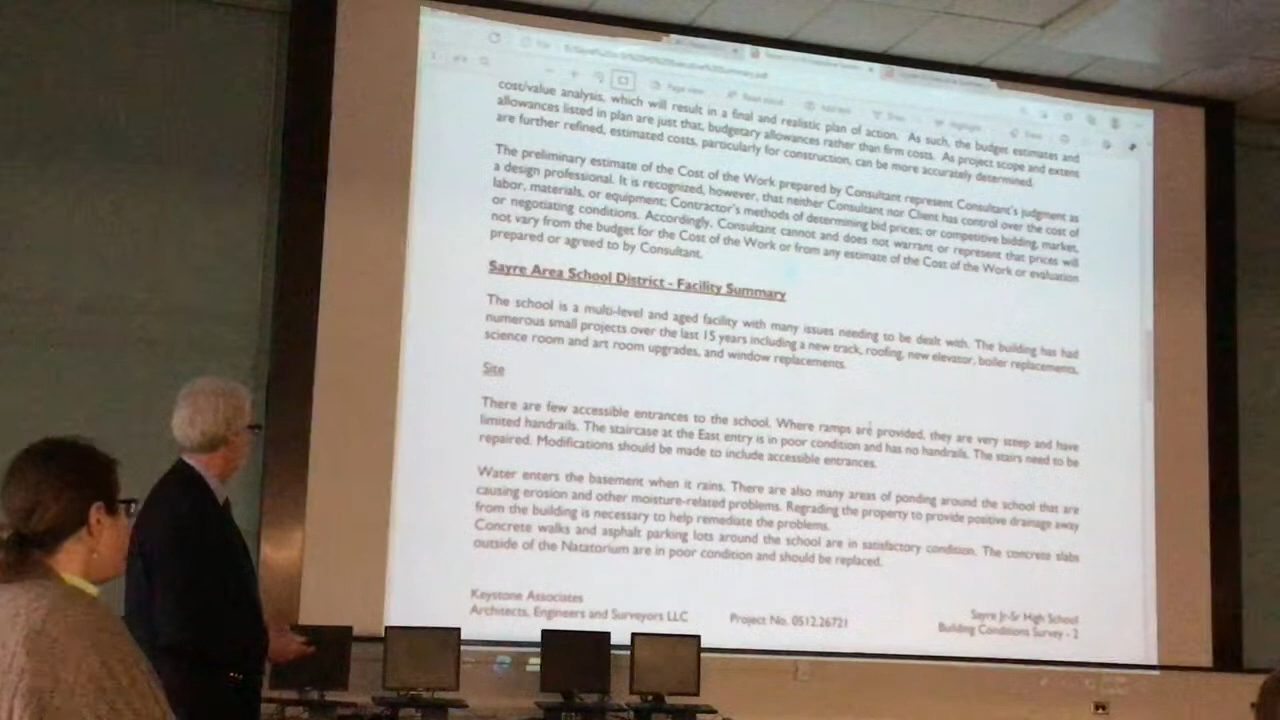 Page view
Read aloud
Add text
Draw
Highlight
Erase
cost/value analysis, which will result in a final and realistic plan of action. As such, the budget estimates and
allowances listed in plan are just that, budgetary allowances rather than firm costs. As project scope and extent
are further refined, estimated costs, particularly for construction, can be more accurately determined.
The preliminary estimate of the Cost of the Work prepared by Consultant represent Consultant's judgment as
a design professional. It is recognized, however, that neither Consultant nor Client has control over the cost of
labor, materials, or equipment; Contractor's methods of determining bid prices; or competitive bidding, market,
or negotiating conditions. Accordingly, Consultant cannot and does not warrant or represent that prices will
not vary from the budget for the Cost of the Work or from any estimate of the Cost of the Work or evaluation
prepared or agreed to by Consultant.
Sayre Area School District - Facility Summary
The school is a multi-level and aged facility with many issues needing to be dealt with. The building has had
numerous small projects over the last 15 years including a new track, roofing, new elevator, boiler replacements,
science room and art room upgrades, and window replacements.
Site
There are few accessible entrances to the school. Where ramps are provided, they are very steep and have
limited handrails. The staircase at the East entry is in poor condition and has no handrails. The stairs need to be
repaired. Modifications should be made to include accessible entrances.
Water enters the basement when it rains. There are also many areas of ponding around the school that are
causing erosion and other moisture-related problems. Regrading the property to provide positive drainage away
from the building is necessary to help remediate the problems.
Concrete walks and asphalt parking lots around the school are in satisfactory condition. The concrete slabs
outside of the Natatorium are in poor condition and should be replaced.
Keystone Associates
Architects, Engineers and Surveyors LLC
Project No. 0512.26721
Sayre Jr-Sr High School
Building Conditions Survey - 2